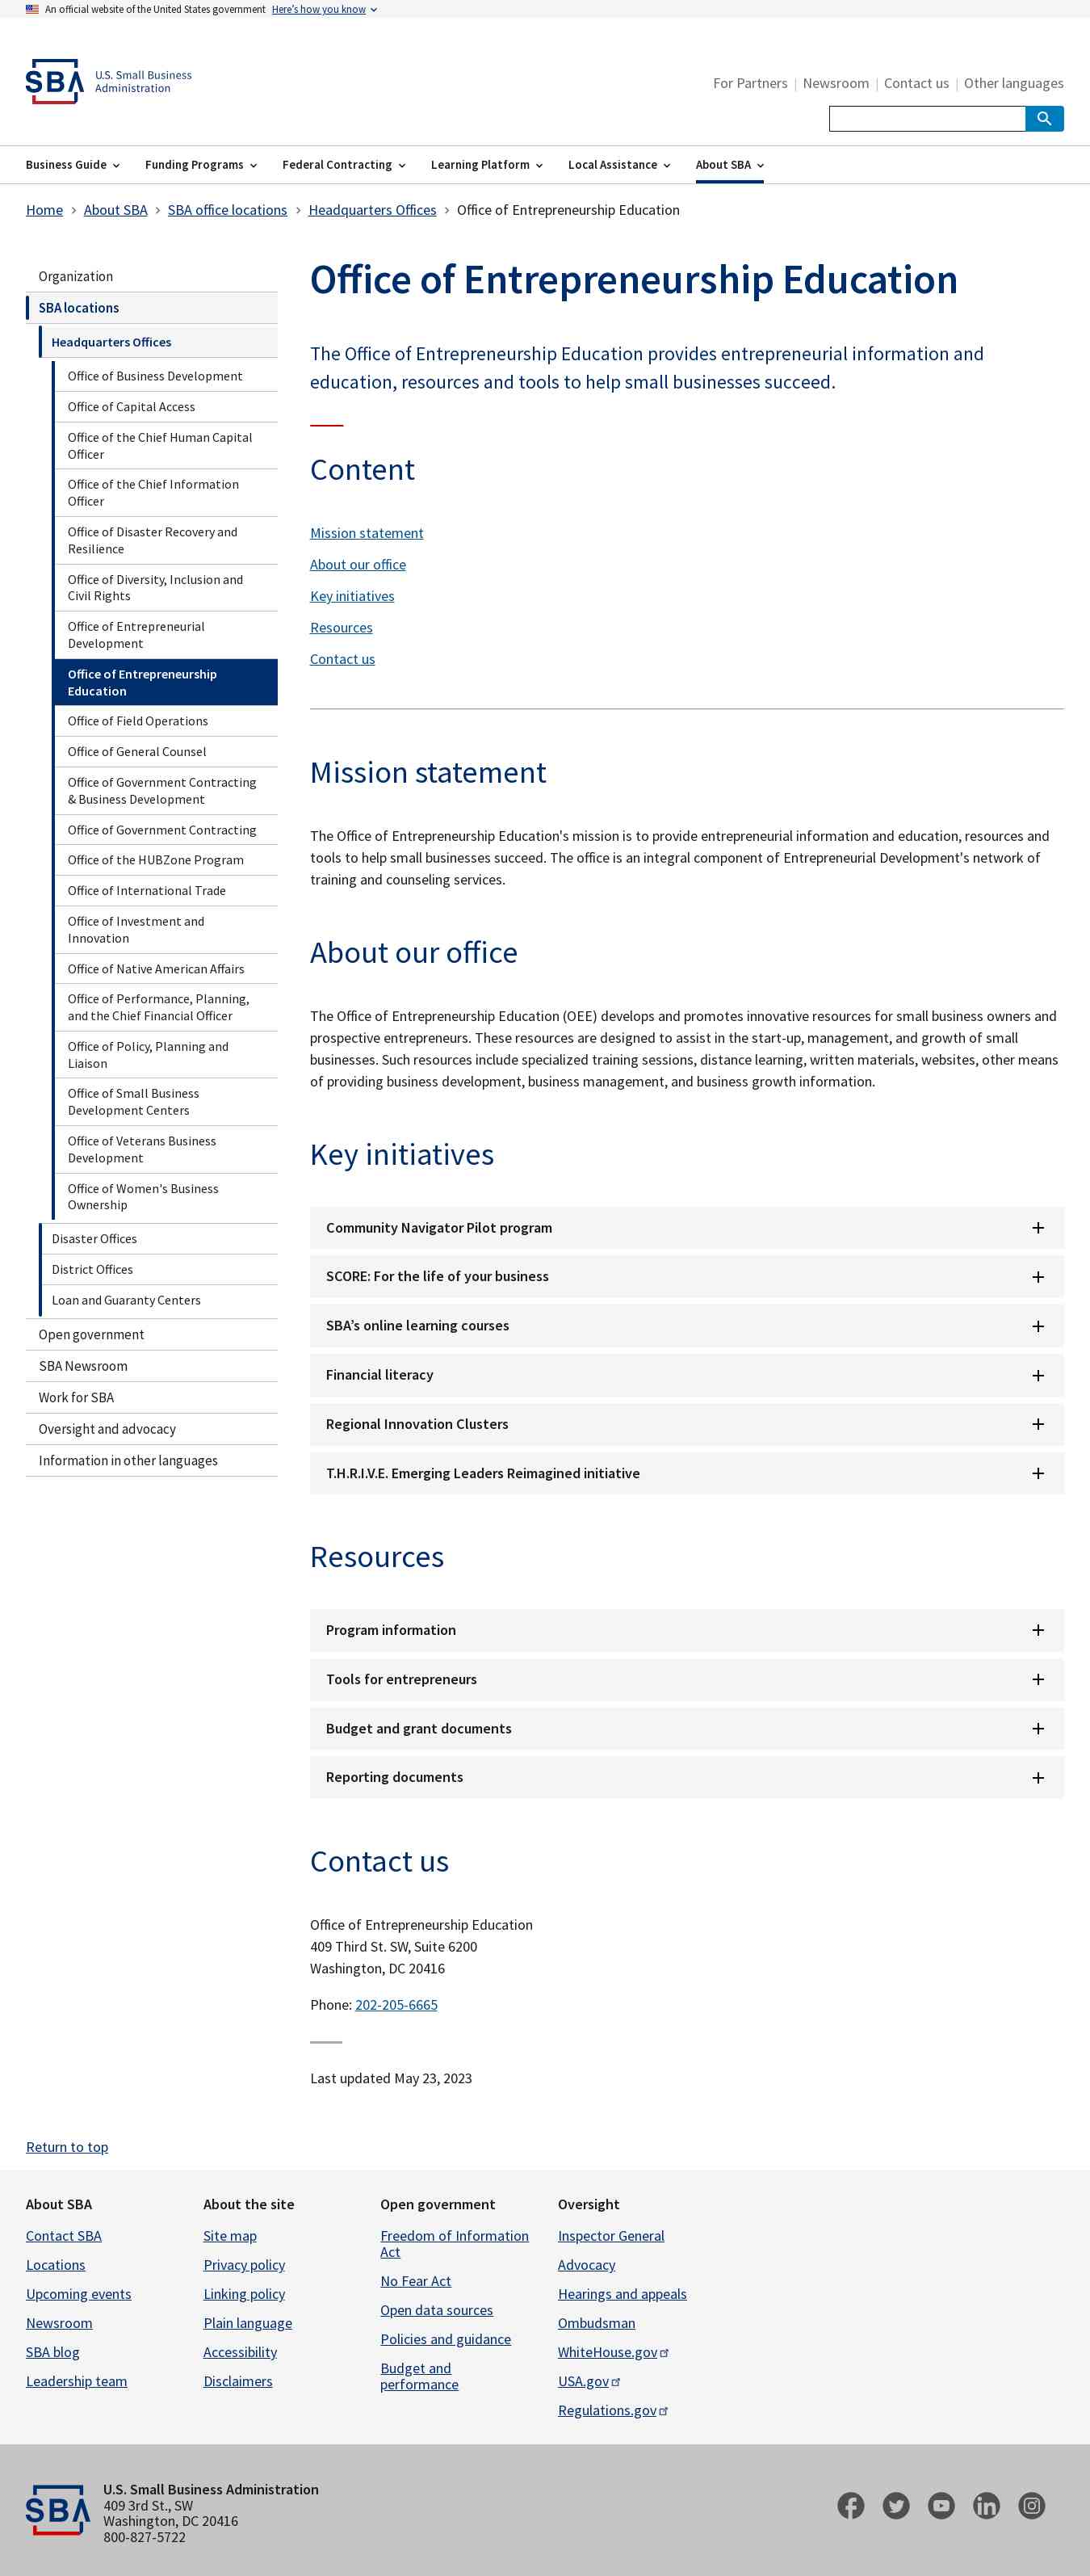 An official website of the United States government Here's how you know
SBA U.S. Small Business
Administration
For Partners | Newsroom | Contact us | Other languages
Business Guide Funding Programs Federal Contracting Learning Platform Local Assistance About SBA
Home > About SBA > SBA office locations > Headquarters Offices > Office of Entrepreneurship Education
Organization
SBA locations
Headquarters Offices
Office of Business Development
Office of Capital Access
Office of the Chief Human Capital
Officer
Office of the Chief Information
Officer
Office of Disaster Recovery and
Resilience
Office of Diversity, Inclusion and
Civil Rights
Office of Entrepreneurial
Development
Office of Entrepreneurship
Education
Office of Field Operations
Office of General Counsel
Office of Government Contracting
& Business Development
Office of Government Contracting
Office of the HUBZone Program
Office of International Trade
Office of Investment and
Innovation
Office of Native American Affairs
Office of Performance, Planning,
and the Chief Financial Officer
Office of Policy, Planning and
Liaison
Office of Small Business
Development Centers
Office of Veterans Business
Development
Office of Women's Business
Ownership
Disaster Offices
District Offices
Loan and Guaranty Centers
Open government
SBA Newsroom
Work for SBA
Oversight and advocacy
Information in other languages
Office of Entrepreneurship Education
The Office of Entrepreneurship Education provides entrepreneurial information and
education, resources and tools to help small businesses succeed.
Content
Mission statement
About our office
Key initiatives
Resources
Contact us
Mission statement
The Office of Entrepreneurship Education's mission is to provide entrepreneurial information and education, resources and
tools to help small businesses succeed. The office is an integral component of Entrepreneurial Development's network of
training and counseling services.
About our office
The Office of Entrepreneurship Education (OEE) develops and promotes innovative resources for small business owners and
prospective entrepreneurs. These resources are designed to assist in the start-up, management, and growth of small
businesses. Such resources include specialized training sessions, distance learning, written materials, websites, other means
of providing business development, business management, and business growth information.
Key initiatives
Community Navigator Pilot program
SCORE: For the life of your business
SBA’s online learning courses
Financial literacy
Regional Innovation Clusters
T.H.R.I.V.E. Emerging Leaders Reimagined initiative
Resources
Program information
Tools for entrepreneurs
Budget and grant documents
Reporting documents
Contact us
Office of Entrepreneurship Education
409 Third St. SW, Suite 6200
Washington, DC 20416
Phone: 202-205-6665
Last updated May 23, 2023
Return to top
About SBA
Contact SBA
Locations
Upcoming events
Newsroom
SBA blog
Leadership team
About the site
Site map
Privacy policy
Linking policy
Plain language
Accessibility
Disclaimers
Open government
Freedom of Information
Act
No Fear Act
Open data sources
Policies and guidance
Budget and
performance
Oversight
Inspector General
Advocacy
Hearings and appeals
Ombudsman
WhiteHouse.gov
USA.gov
Regulations.gov
SBA
U.S. Small Business Administration
409 3rd St., SW
Washington, DC 20416
800-827-5722